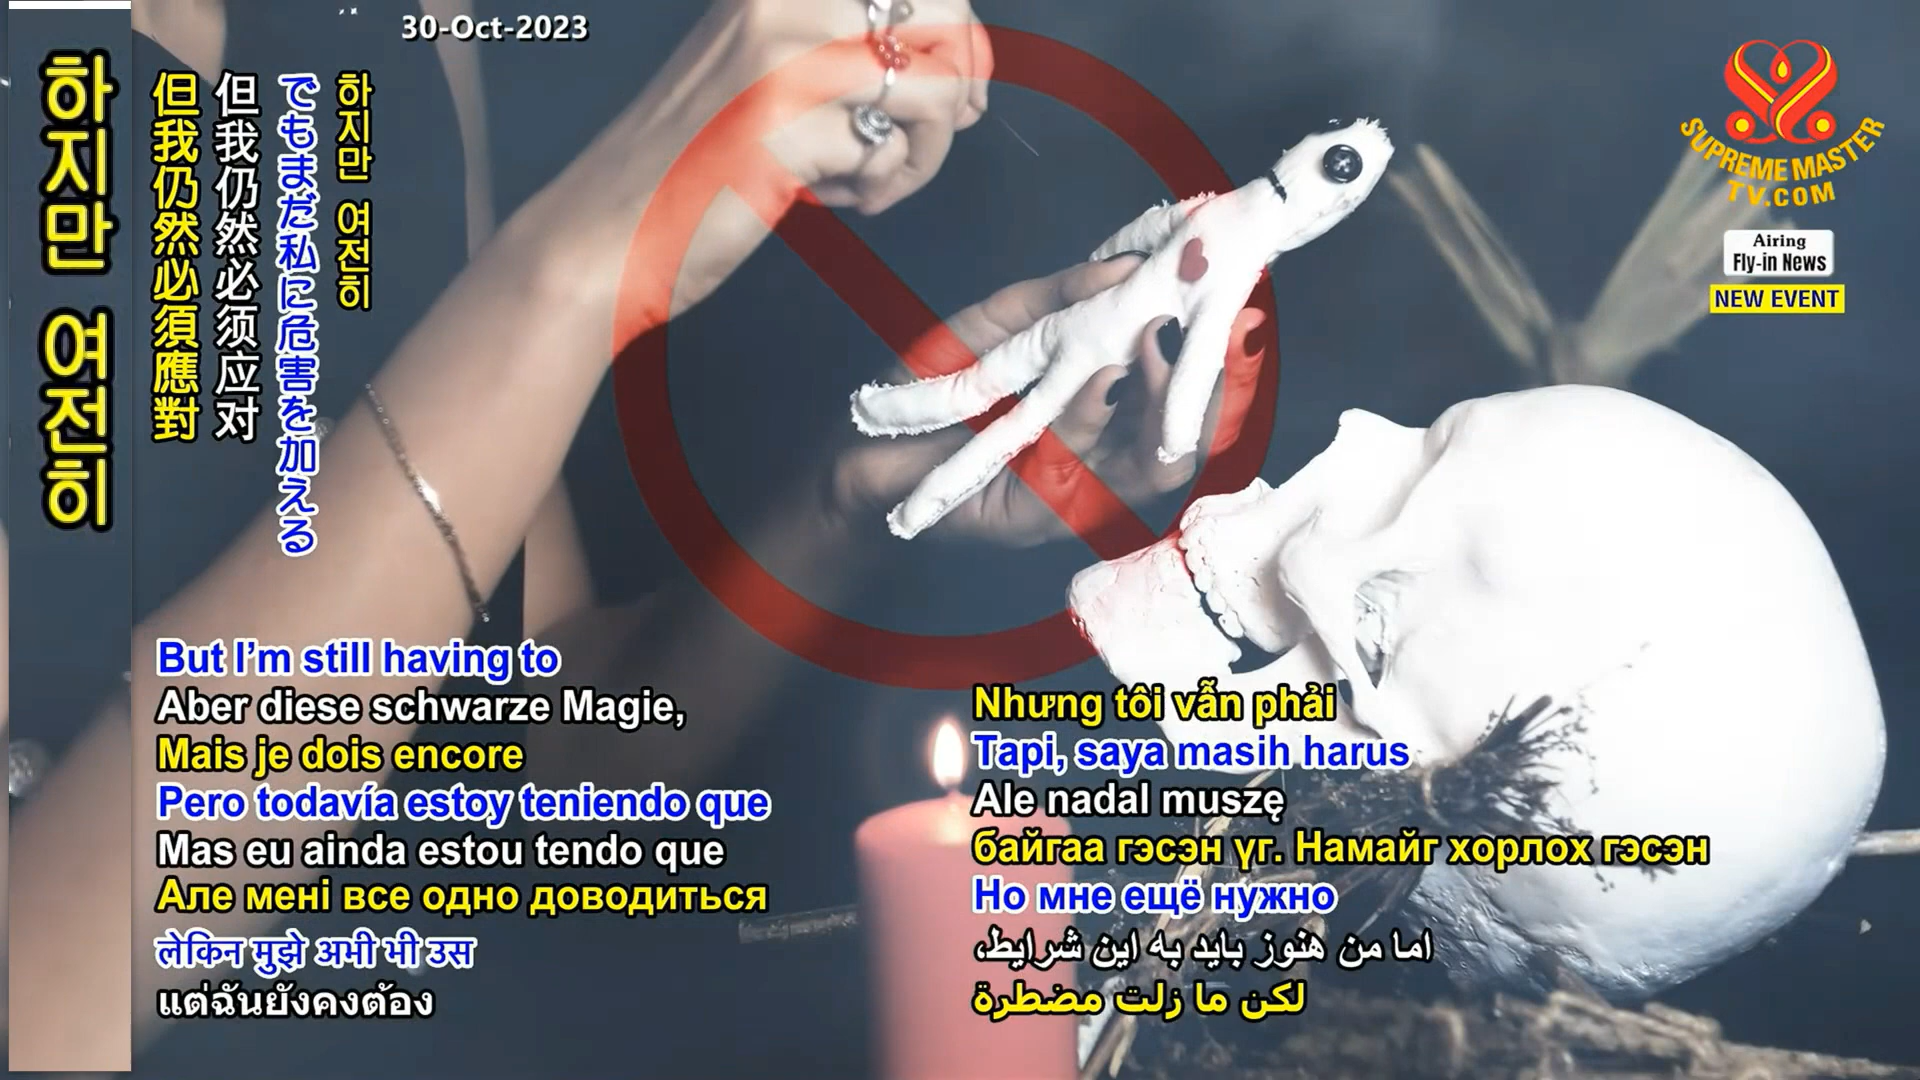 30-Oct-2023
하지만 여전히
但我仍然必須應對
但我仍然必须应对
でもまだ私に危害を加える
하지만 여전히
SUPREME MASTER
TV.COM
Airing
Fly-in News
NEW EVENT
But I’m still having to
Aber diese schwarze Magie,
Mais je dois encore
Pero todavía estoy teniendo que
Mas eu ainda estou tendo que
Але мені все одно доводиться
लेकिन मुझे अभी भी उस
แต่ฉันยังคงต้อง
Nhưng tôi vẫn phải
Tapi, saya masih harus
Ale nadal muszę
байгаа гэсэн үг. Намайг хорлох гэсэн
Но мне ещё нужно
اما من هنوز باید به این شرایط،
لكن ما زلت مضطرة